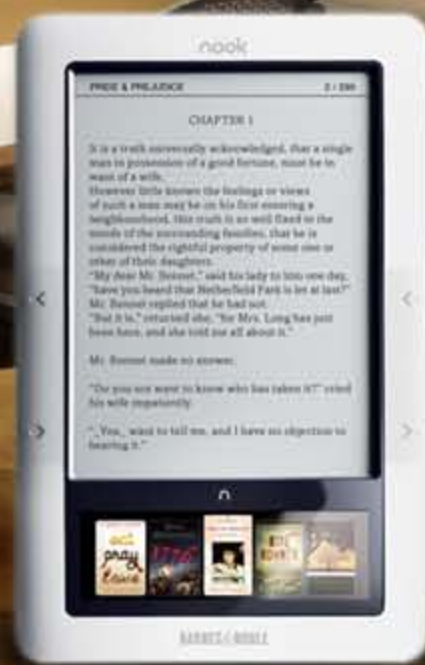 nook
PRIDE & PREJUDICE 2 / 286
CHAPTER 1
It is a truth universally acknowledged, that a single
man in possession of a good fortune, must be in
want of a wife.
However little known the feelings or views
of such a man may be on his first entering a
neighbourhood, this truth is so well fixed in the
minds of the surrounding families, that he is
considered the rightful property of some one or
other of their daughters.
"My dear Mr. Bennet," said his lady to him one day,
"have you heard that Netherfield Park is let at last?"
Mr. Bennet replied that he had not.
"But it is," returned she, "for Mrs. Long has just
been here, and she told me all about it."
Mr. Bennet made no answer.
"Do you not want to know who has taken it?" cried
his wife impatiently.
"_You_ want to tell me, and I have no objection to
hearing it."
eat
pray
love
1776
BARNES & NOBLE